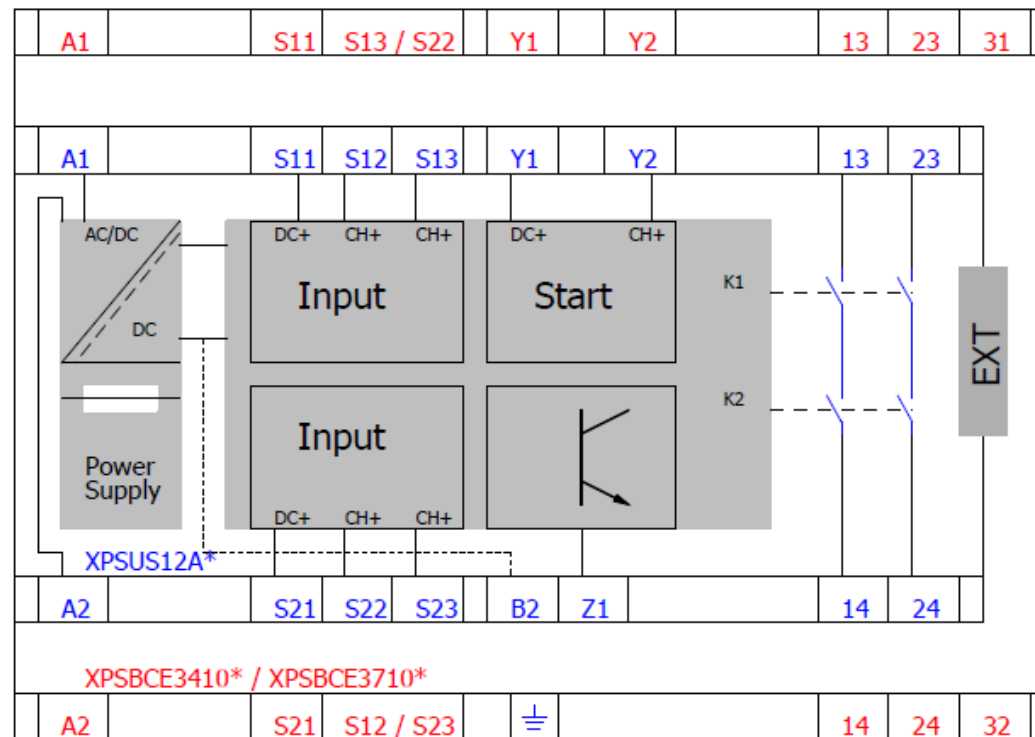 A1 S11 S13 / S22 Y1 Y2 13 23 31
A1 S11 S12 S13 Y1 Y2 13 23
AC/DC DC+ CH+ CH+ DC+ CH+
Input Start K1
DC
EXT
K2
Input
Power
Supply
DC+ CH+ CH+
XPSUS12A*
A2 S21 S22 S23 B2 Z1 14 24
XPSBCE3410* / XPSBCE3710*
A2 S21 S12 / S23 14 24 32